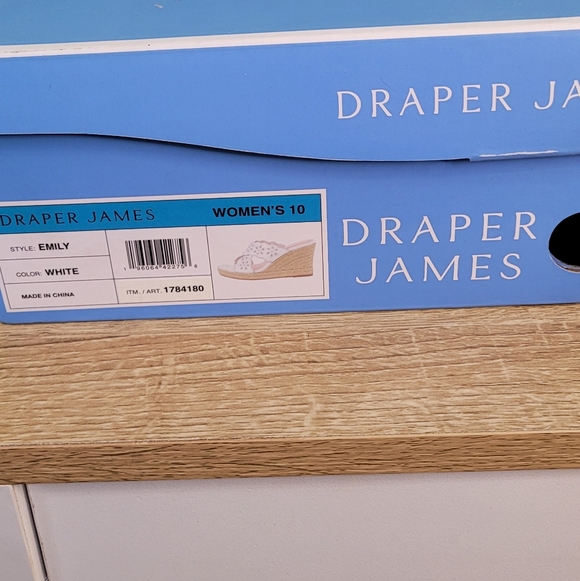 DRAPER JA
DRAPER JAMES WOMEN'S 10
STYLE: EMILY
COLOR: WHITE
MADE IN CHINA
ITM. / ART. 1784180
DRAPER
JAMES